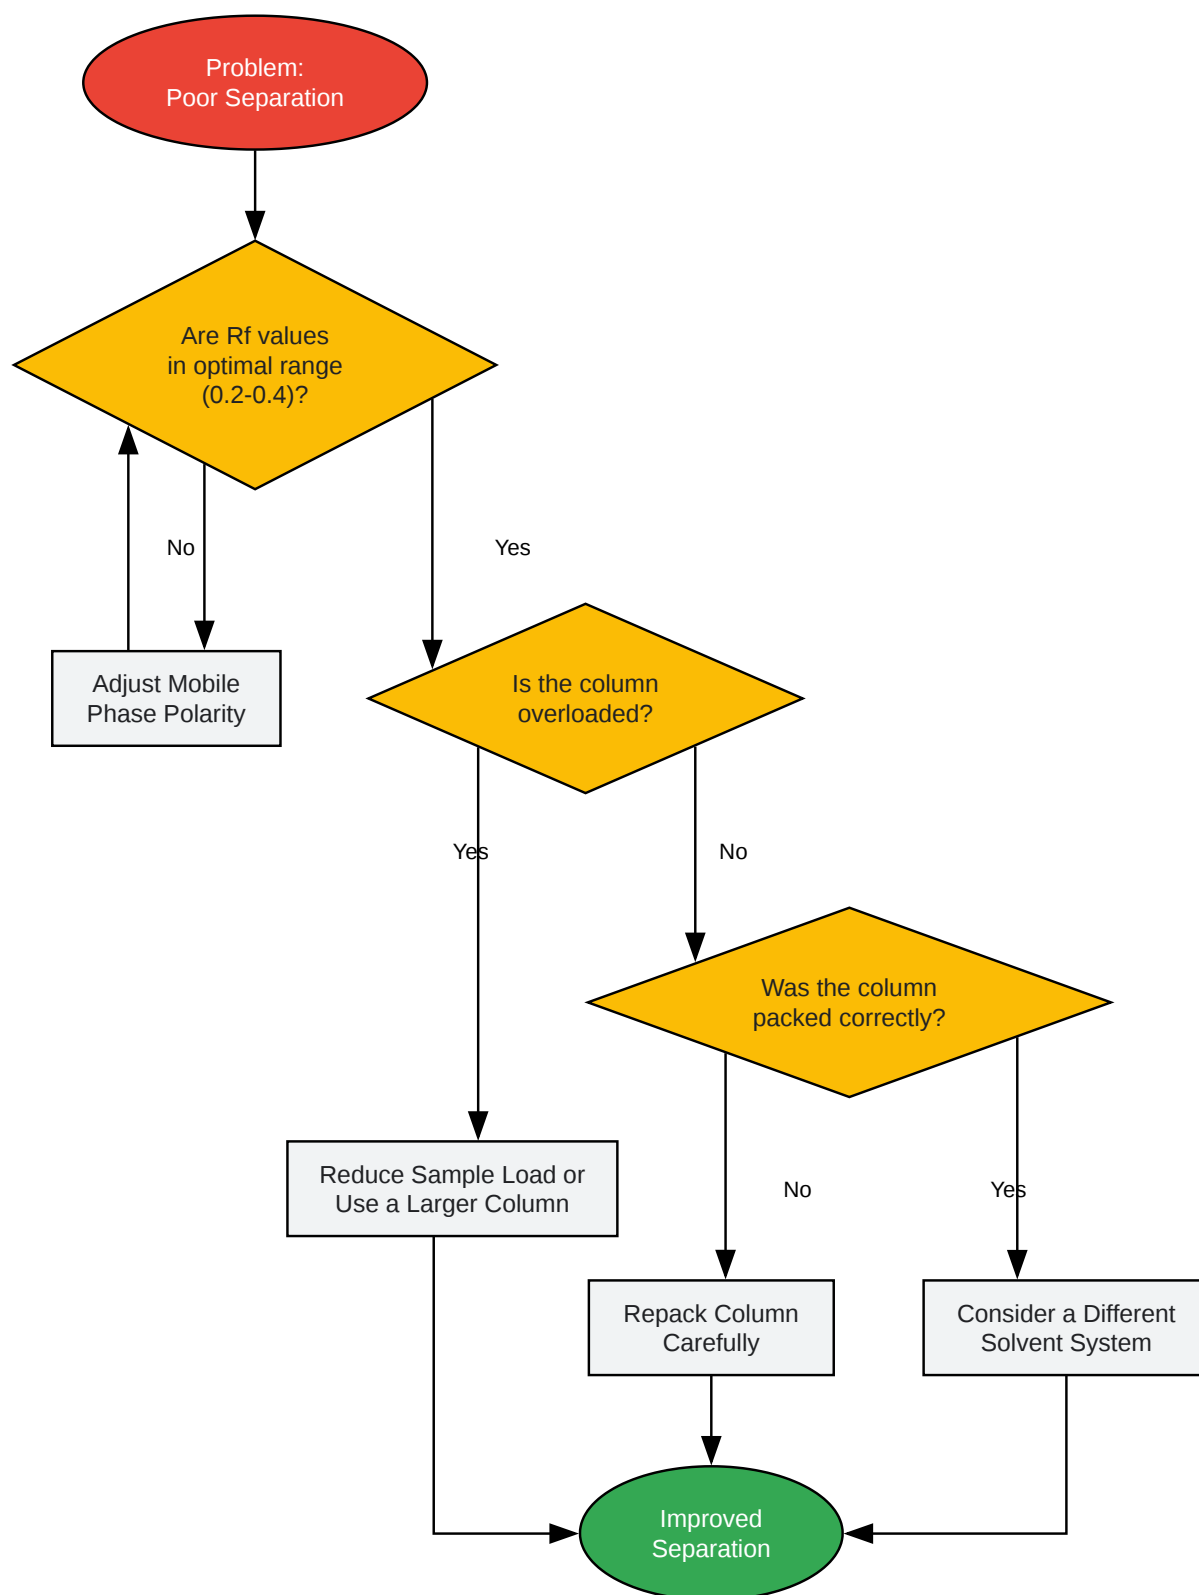 Problem:
Poor Separation
Are Rf values
in optimal range
(0.2-0.4)?
No
Yes
Adjust Mobile
Phase Polarity
Is the column
overloaded?
Yes
No
Was the column
packed correctly?
Reduce Sample Load or
Use a Larger Column
No
Yes
Repack Column
Carefully
Consider a Different
Solvent System
Improved
Separation